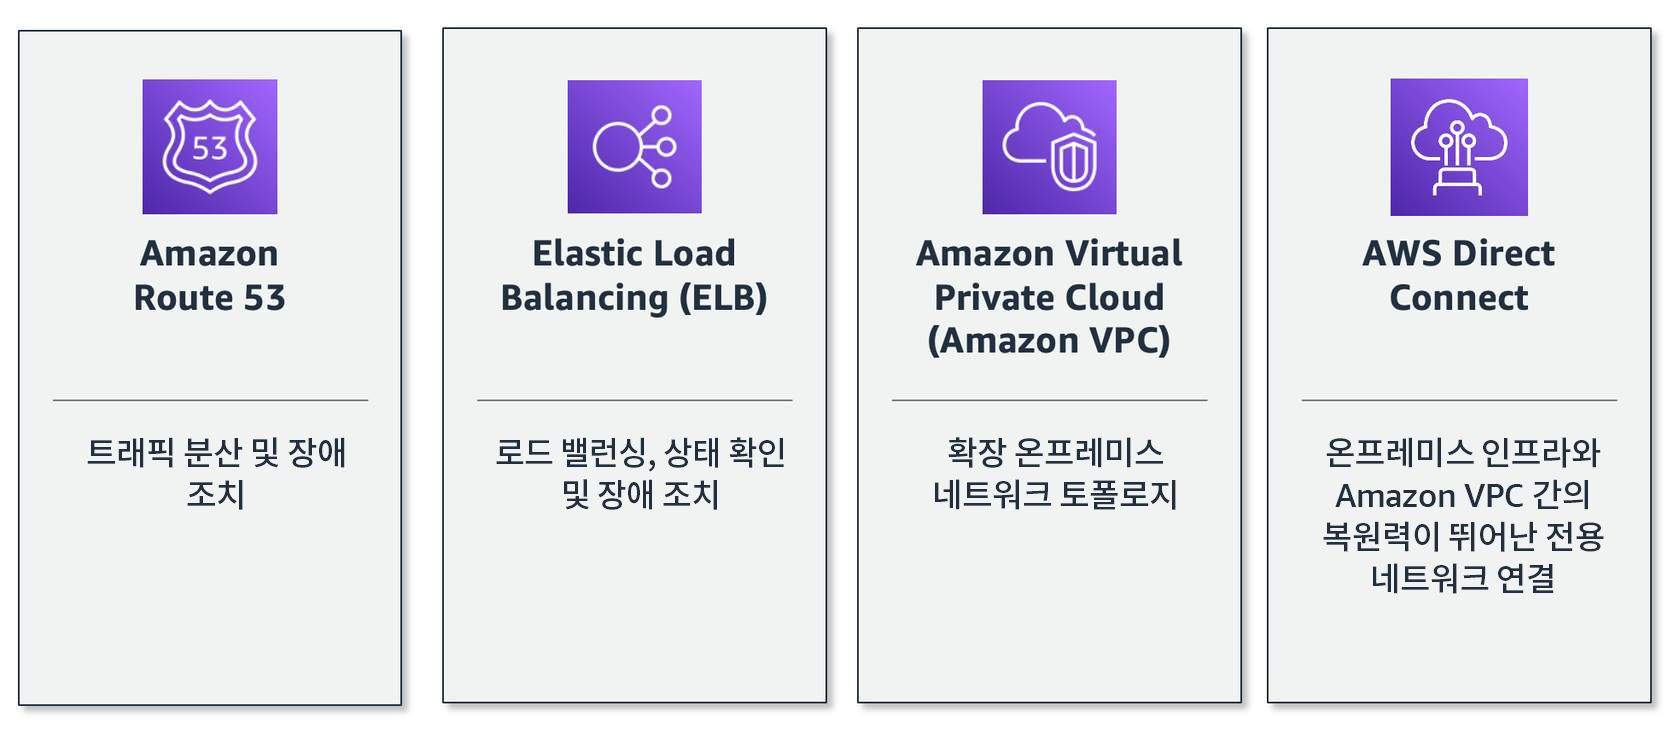 53
Amazon
Route 53
트래픽 분산 및 장애
조치
Elastic Load
Balancing (ELB)
로드 밸런싱, 상태 확인
및 장애 조치
Amazon Virtual
Private Cloud
(Amazon VPC)
확장 온프레미스
네트워크 토폴로지
AWS Direct
Connect
온프레미스 인프라와
Amazon VPC 간의
복원력이 뛰어난 전용
네트워크 연결